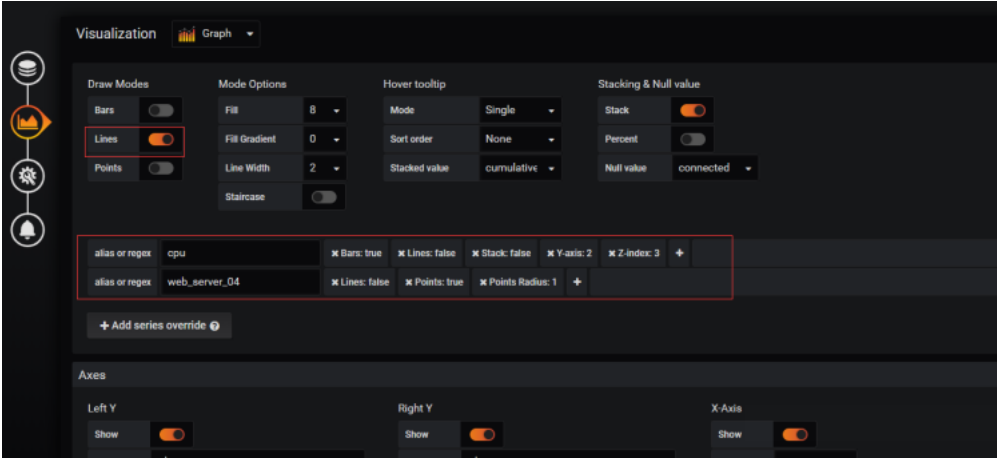 Visualization Graph
Draw Modes Mode Options Hover tooltip Stacking & Null value
Bars Fill 8 Mode Single Stack
Lines Fill Gradient 0 Sort order None Percent
Points Line Width 2 Stacked value cumulative Null value connected
Staircase
alias or regex cpu × Bars: true × Lines: false × Stack: false × Y-axis: 2 × Z-index: 3 +
alias or regex web_server_04 × Lines: false × Points: true × Points Radius: 1 +
+ Add series override ?
Axes
Left Y Right Y X-Axis
Show Show Show